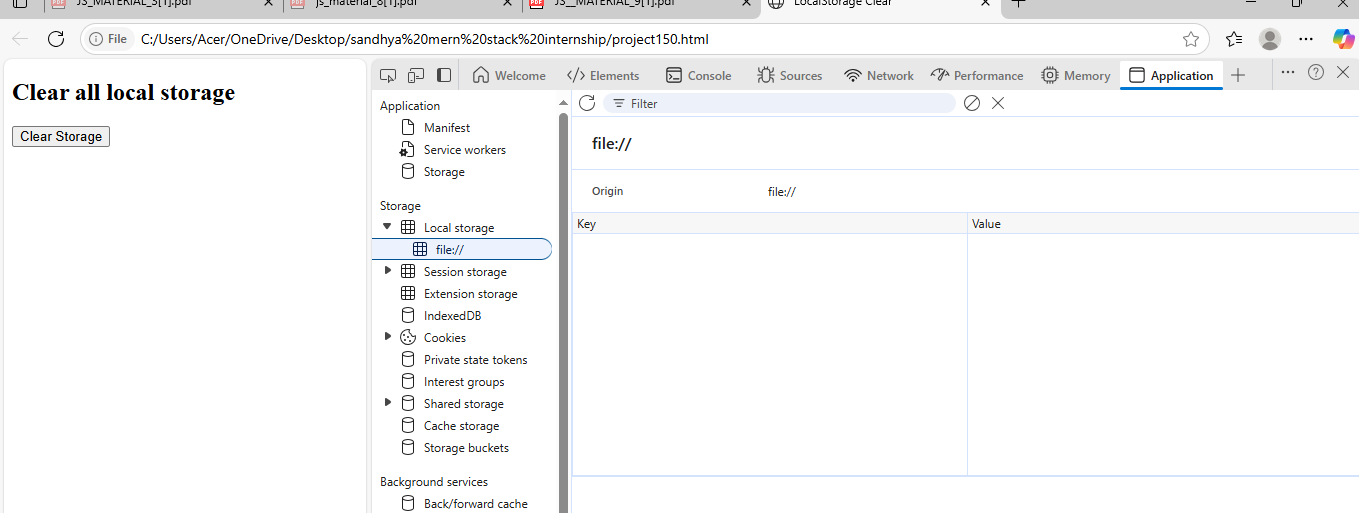 JS_MATERIAL_3[1].pdf
js_material_8[1].pdf
JS__MATERIAL_9[1].pdf
LocalStorage Clear
File
C:/Users/Acer/OneDrive/Desktop/sandhya%20mern%20stack%20internship/project150.html
Clear all local storage
Clear Storage
Welcome
Elements
Console
Sources
Network
Performance
Memory
Application
Application
Manifest
Service workers
Storage
Storage
Local storage
file://
Session storage
Extension storage
IndexedDB
Cookies
Private state tokens
Interest groups
Shared storage
Cache storage
Storage buckets
Background services
Back/forward cache
Filter
file://
Origin
file://
Key
Value